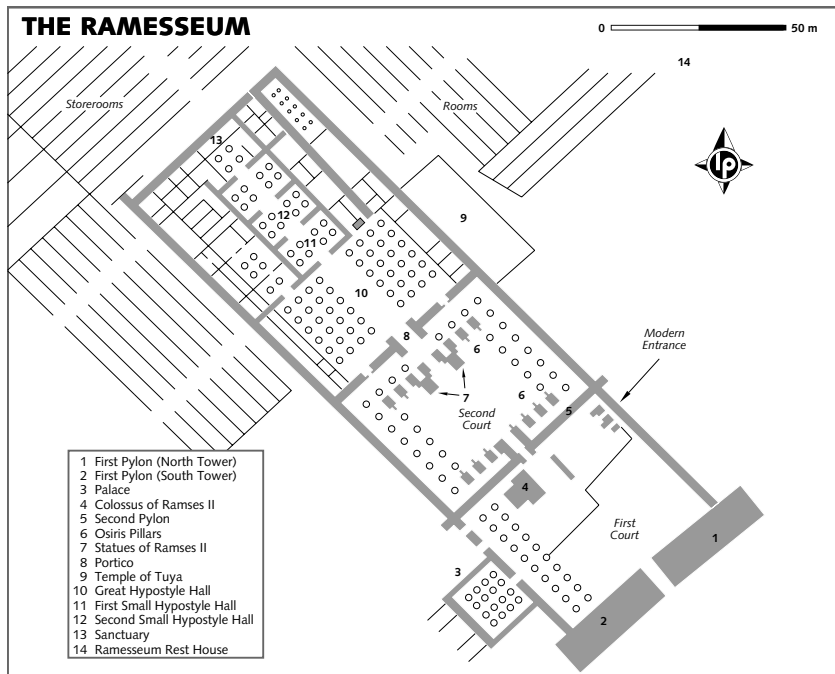 THE RAMESSEUM
0 50 m
14
Storerooms
Rooms
lp
13
9
12
11
10
Modern
Entrance
8
6
7
6
Second
Court
5
4
First
Court
1
3
2
1 First Pylon (North Tower)
2 First Pylon (South Tower)
3 Palace
4 Colossus of Ramses II
5 Second Pylon
6 Osiris Pillars
7 Statues of Ramses II
8 Portico
9 Temple of Tuya
10 Great Hypostyle Hall
11 First Small Hypostyle Hall
12 Second Small Hypostyle Hall
13 Sanctuary
14 Ramesseum Rest House